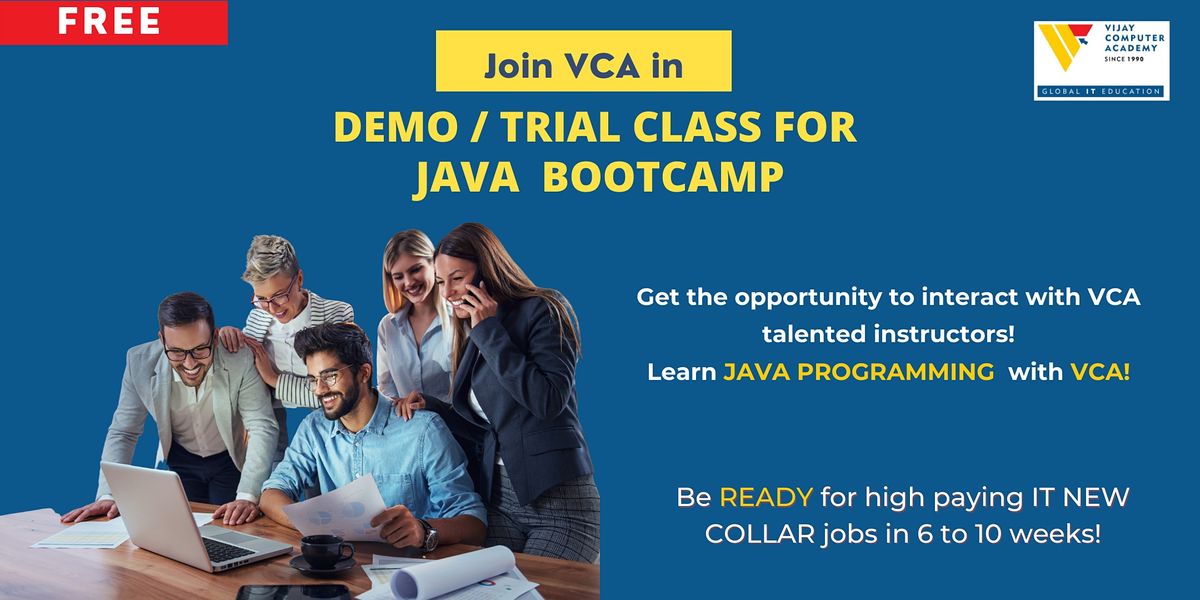 FREE
Join VCA in
DEMO / TRIAL CLASS FOR
JAVA BOOTCAMP
VIJAY
COMPUTER
ACADEMY
SINCE 1990
GLOBAL IT EDUCATION
Get the opportunity to interact with VCA
talented instructors!
Learn JAVA PROGRAMMING with VCA!
Be READY for high paying IT NEW
COLLAR jobs in 6 to 10 weeks!